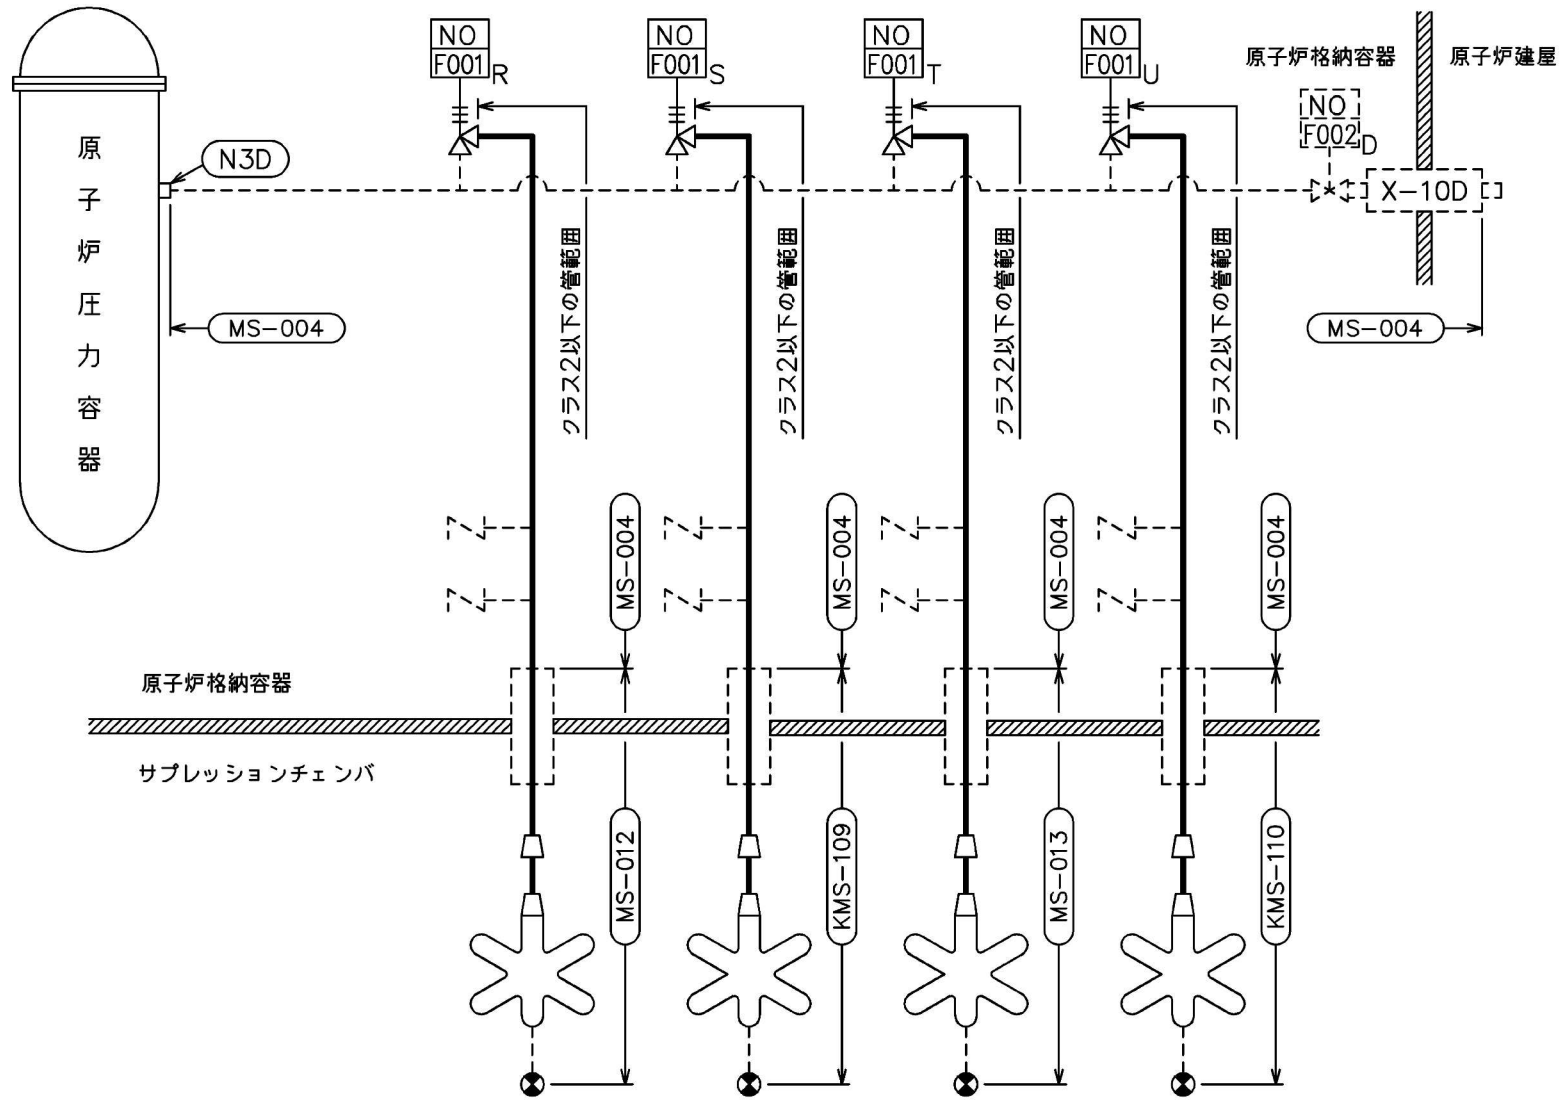 NO
F001
R
NO
F001
S
NO
F001
T
NO
F001
U
原子炉格納容器
原子炉建屋
NO
F002
D
X-10D
原子炉圧力容器
N3D
MS-004
MS-004
クラス2以下の管範囲
クラス2以下の管範囲
クラス2以下の管範囲
クラス2以下の管範囲
MS-004
MS-004
MS-004
MS-004
原子炉格納容器
サプレッションチェンバ
MS-012
KMS-109
MS-013
KMS-110